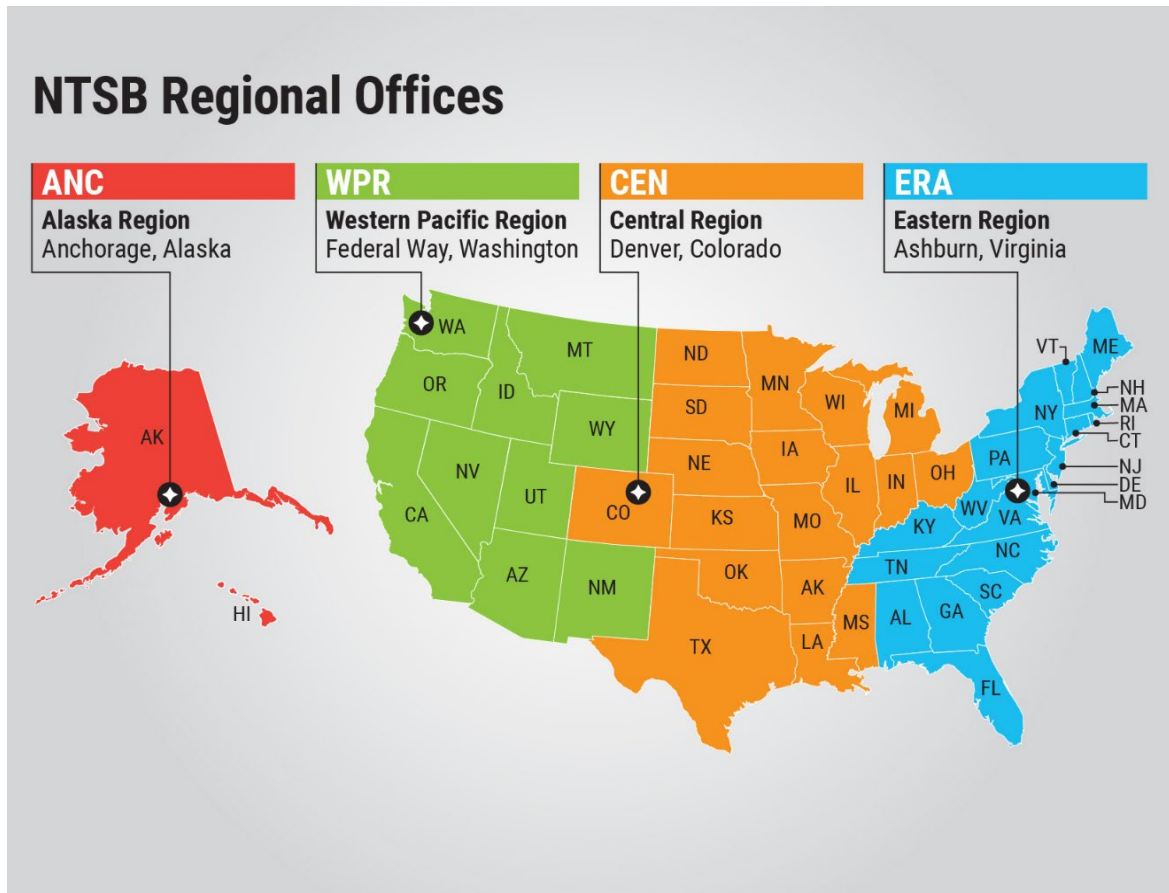 NTSB Regional Offices
ANC
Alaska Region
Anchorage, Alaska
WPR
Western Pacific Region
Federal Way, Washington
CEN
Central Region
Denver, Colorado
ERA
Eastern Region
Ashburn, Virginia
AK
HI
WA
OR
ID
MT
WY
NV
UT
CA
AZ
NM
ND
SD
NE
CO
KS
OK
TX
MN
IA
MO
AK
LA
MS
WI
IL
MI
IN
OH
KY
TN
AL
GA
FL
SC
NC
VA
WV
PA
NY
VT
ME
NH
MA
RI
CT
NJ
DE
MD